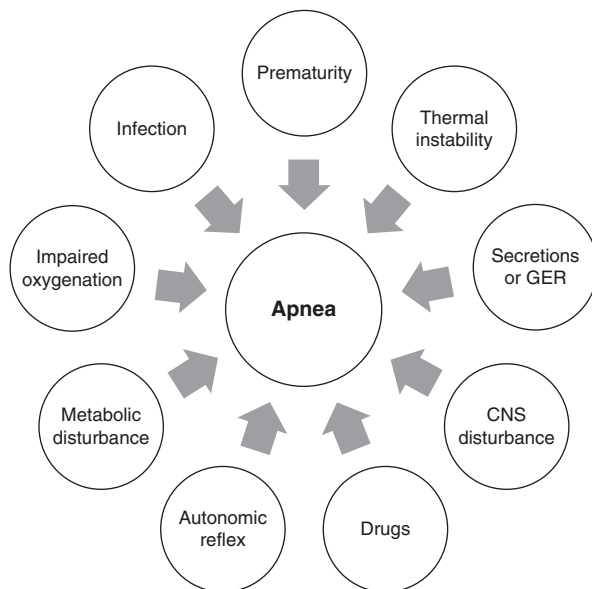 Prematurity
Thermal
instability
Secretions
or GER
CNS
disturbance
Drugs
Autonomic
reflex
Metabolic
disturbance
Impaired
oxygenation
Infection
Apnea